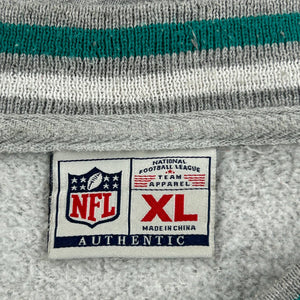 NFL
NATIONAL
FOOTBALL LEAGUE
TEAM
APPAREL
XL
MADE IN CHINA
AUTHENTIC